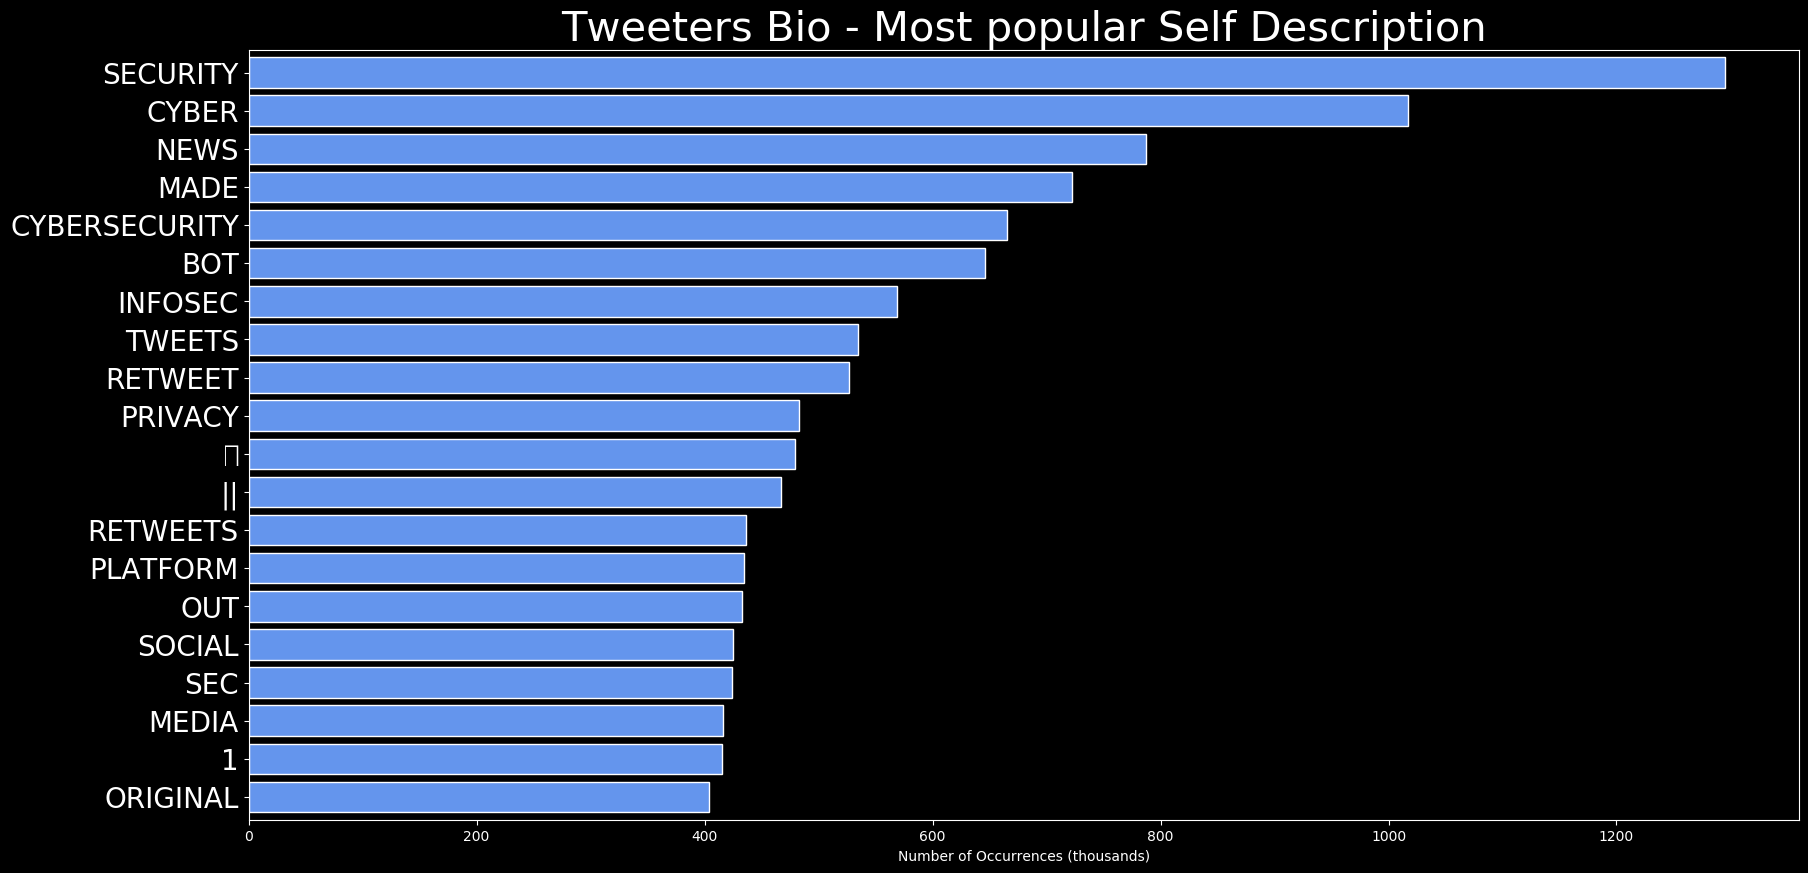 Tweeters Bio - Most popular Self Description
SECURITY
CYBER
NEWS
MADE
CYBERSECURITY
BOT
INFOSEC
TWEETS
RETWEET
PRIVACY
||
RETWEETS
PLATFORM
OUT
SOCIAL
SEC
MEDIA
1
ORIGINAL
0 200 400 600 800 1000 1200
Number of Occurrences (thousands)